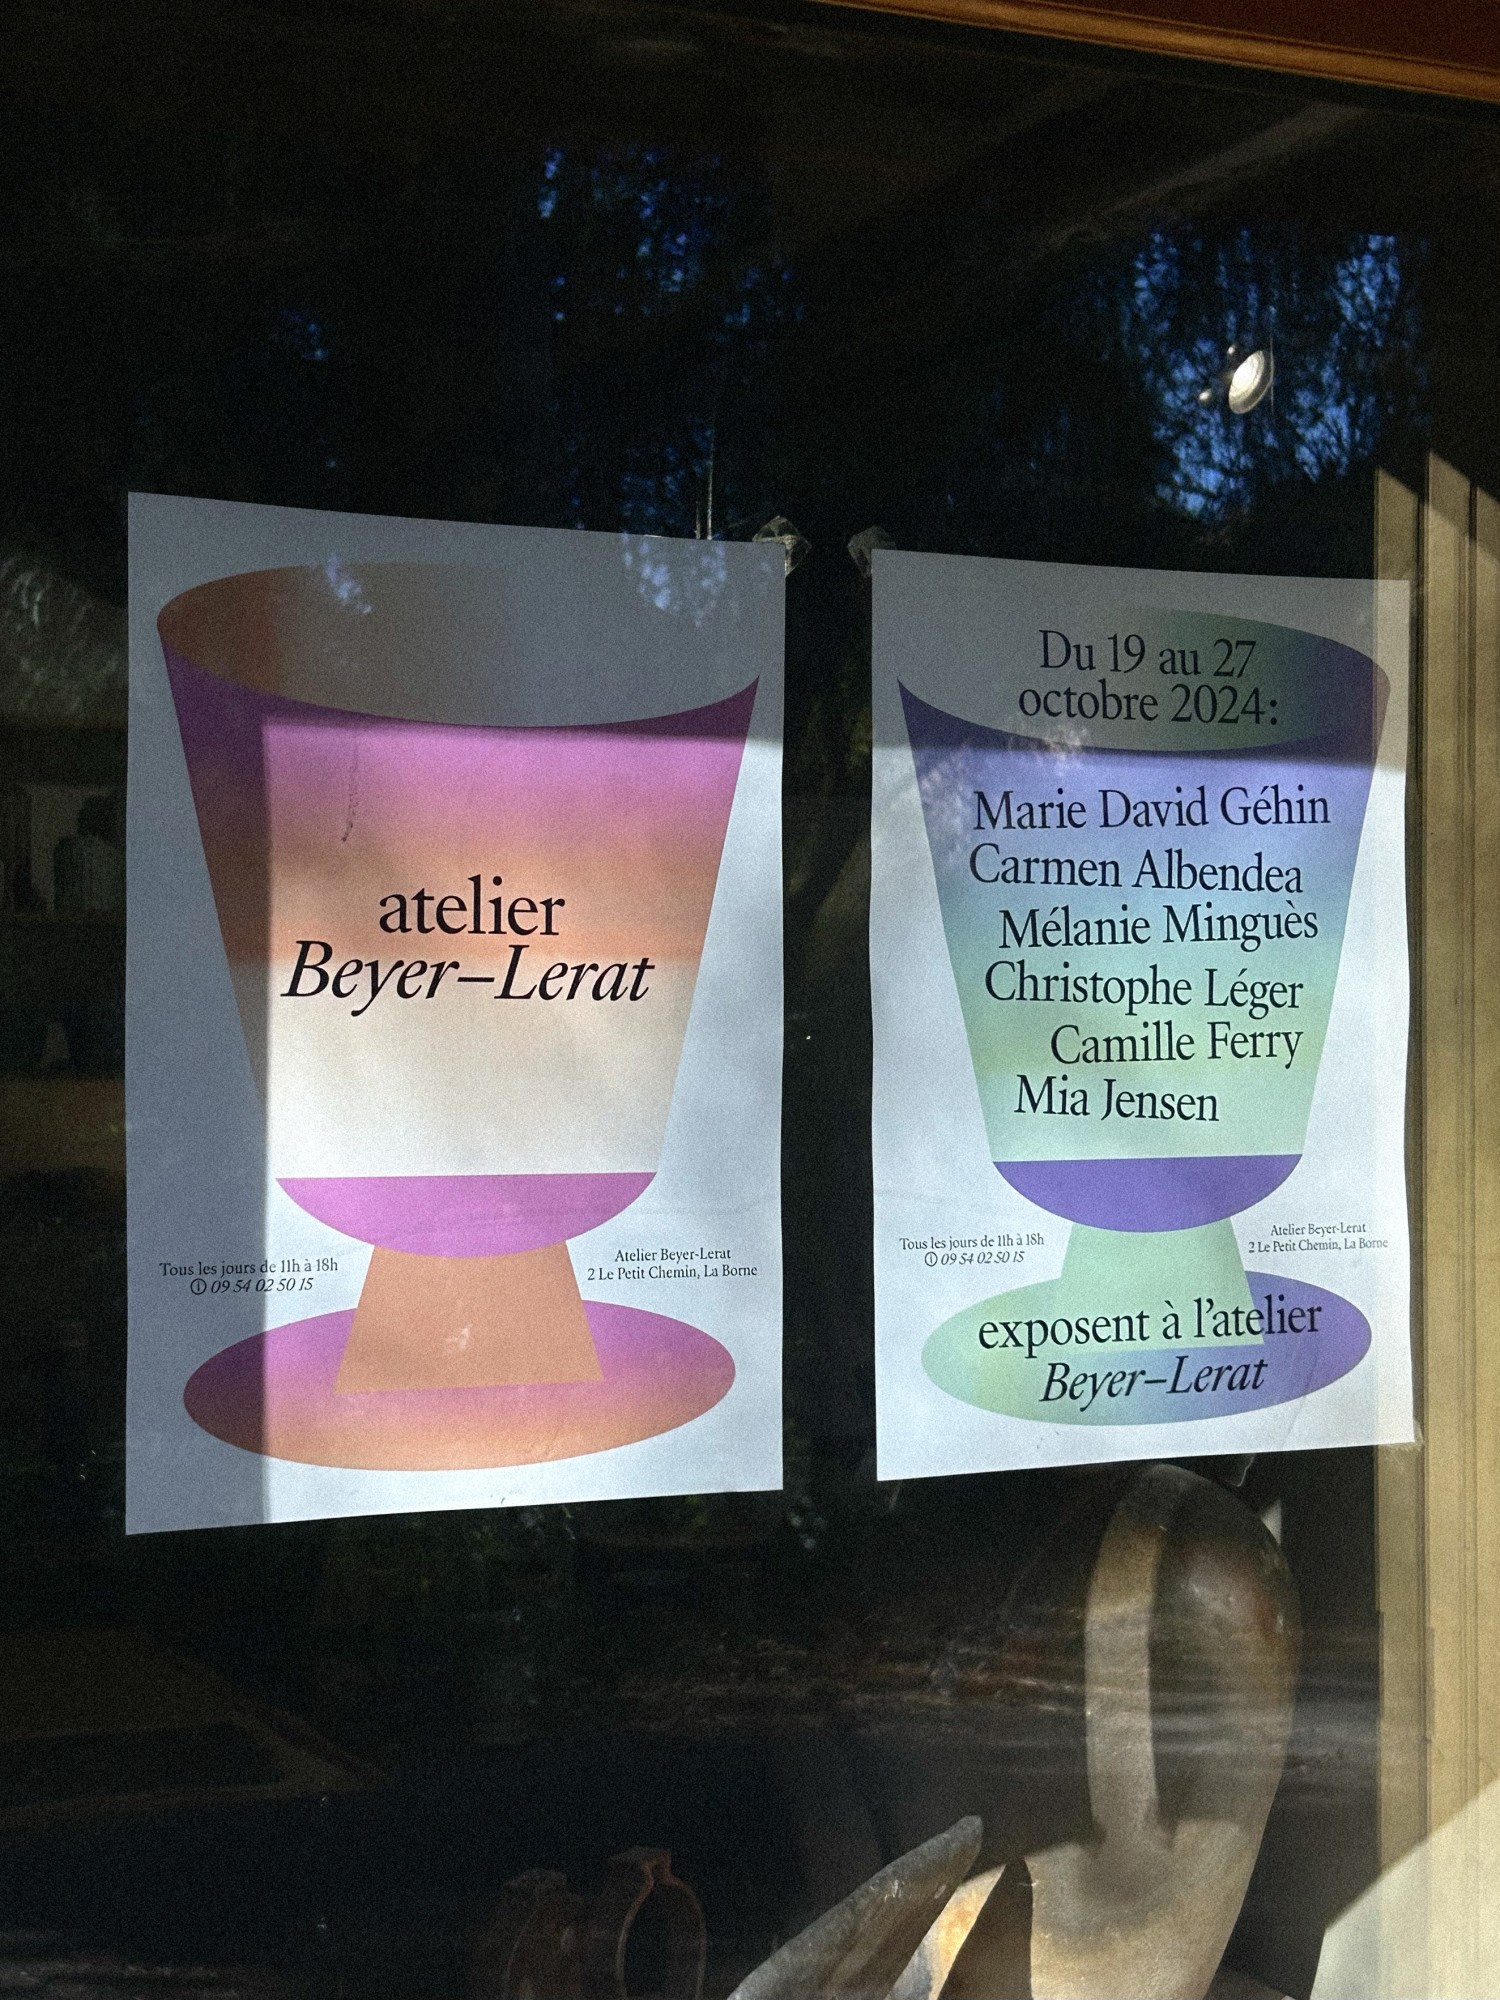 atelier
Beyer–Lerat
Tous les jours de 11h à 18h
ⓘ 09 54 02 50 15
Atelier Beyer-Lerat
2 Le Petit Chemin, La Borne
Du 19 au 27
octobre 2024:
Marie David Géhin
Carmen Albendea
Mélanie Minguès
Christophe Léger
Camille Ferry
Mia Jensen
Tous les jours de 11h à 18h
ⓘ 09 54 02 50 15
Atelier Beyer-Lerat
2 Le Petit Chemin, La Borne
exposent à l'atelier
Beyer–Lerat